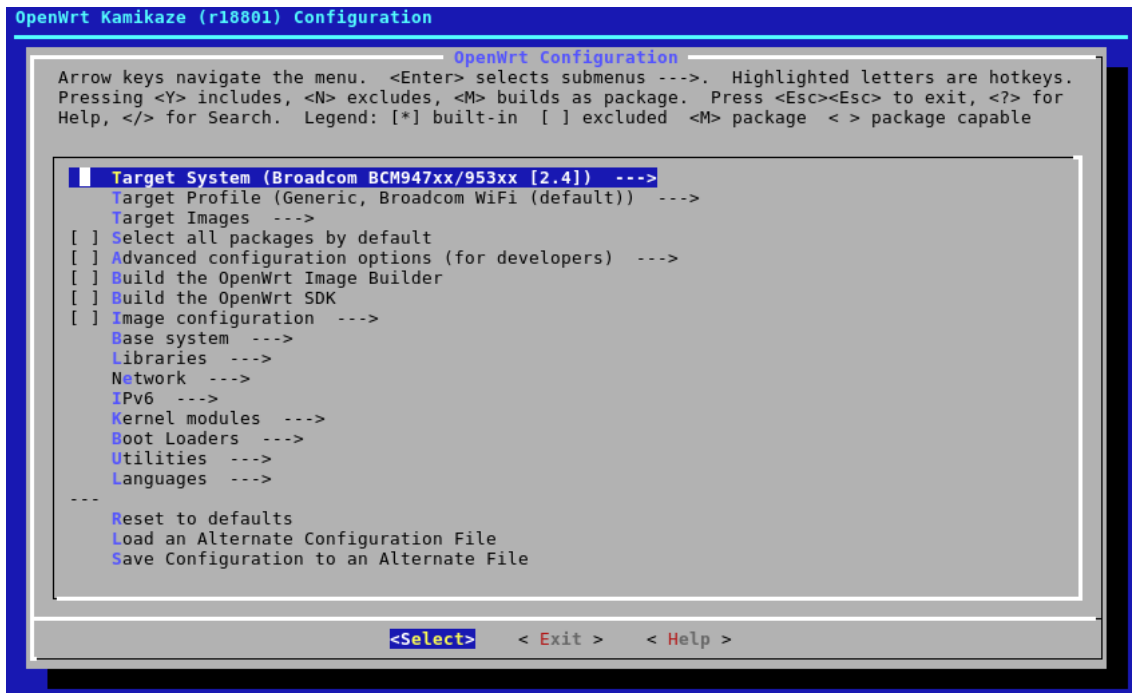 OpenWrt Kamikaze (r18801) Configuration
OpenWrt Configuration
Arrow keys navigate the menu.  <Enter> selects submenus --->.  Highlighted letters are hotkeys.
Pressing <Y> includes, <N> excludes, <M> builds as package.  Press <Esc><Esc> to exit, <?> for
Help, </> for Search.  Legend: [*] built-in  [ ] excluded  <M> package  < > package capable
Target System (Broadcom BCM947xx/953xx [2.4])  --->
Target Profile (Generic, Broadcom WiFi (default))  --->
Target Images  --->
[ ] Select all packages by default
[ ] Advanced configuration options (for developers)  --->
[ ] Build the OpenWrt Image Builder
[ ] Build the OpenWrt SDK
[ ] Image configuration  --->
Base system  --->
Libraries  --->
Network  --->
IPv6  --->
Kernel modules  --->
Boot Loaders  --->
Utilities  --->
Languages  --->
---
Reset to defaults
Load an Alternate Configuration File
Save Configuration to an Alternate File
<Select>    < Exit >    < Help >